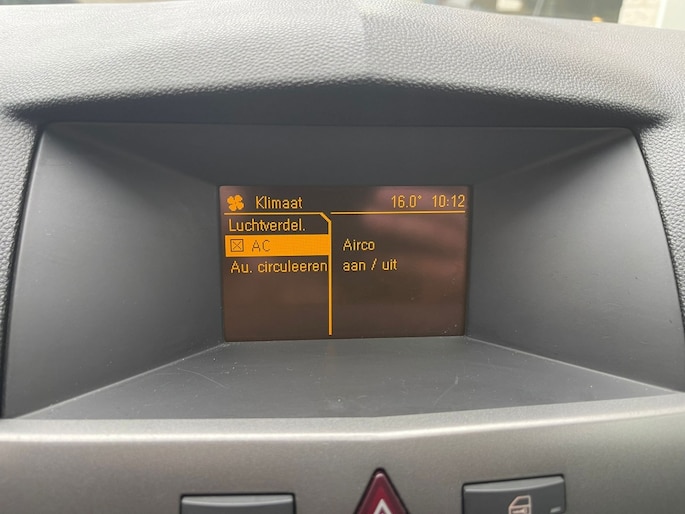 Klimaat 16.0° 10:12
Luchtverdel.
AC
Au. circuleeren
Airco
aan / uit